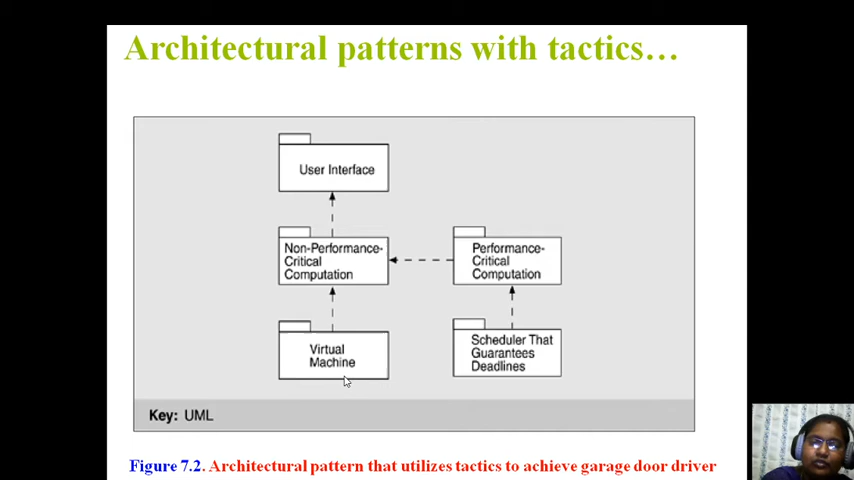 Architectural patterns with tactics…
User Interface
Non-Performance-
Critical
Computation
Performance-
Critical
Computation
Virtual
Machine
Scheduler That
Guarantees
Deadlines
Key: UML
Figure 7.2. Architectural pattern that utilizes tactics to achieve garage door driver